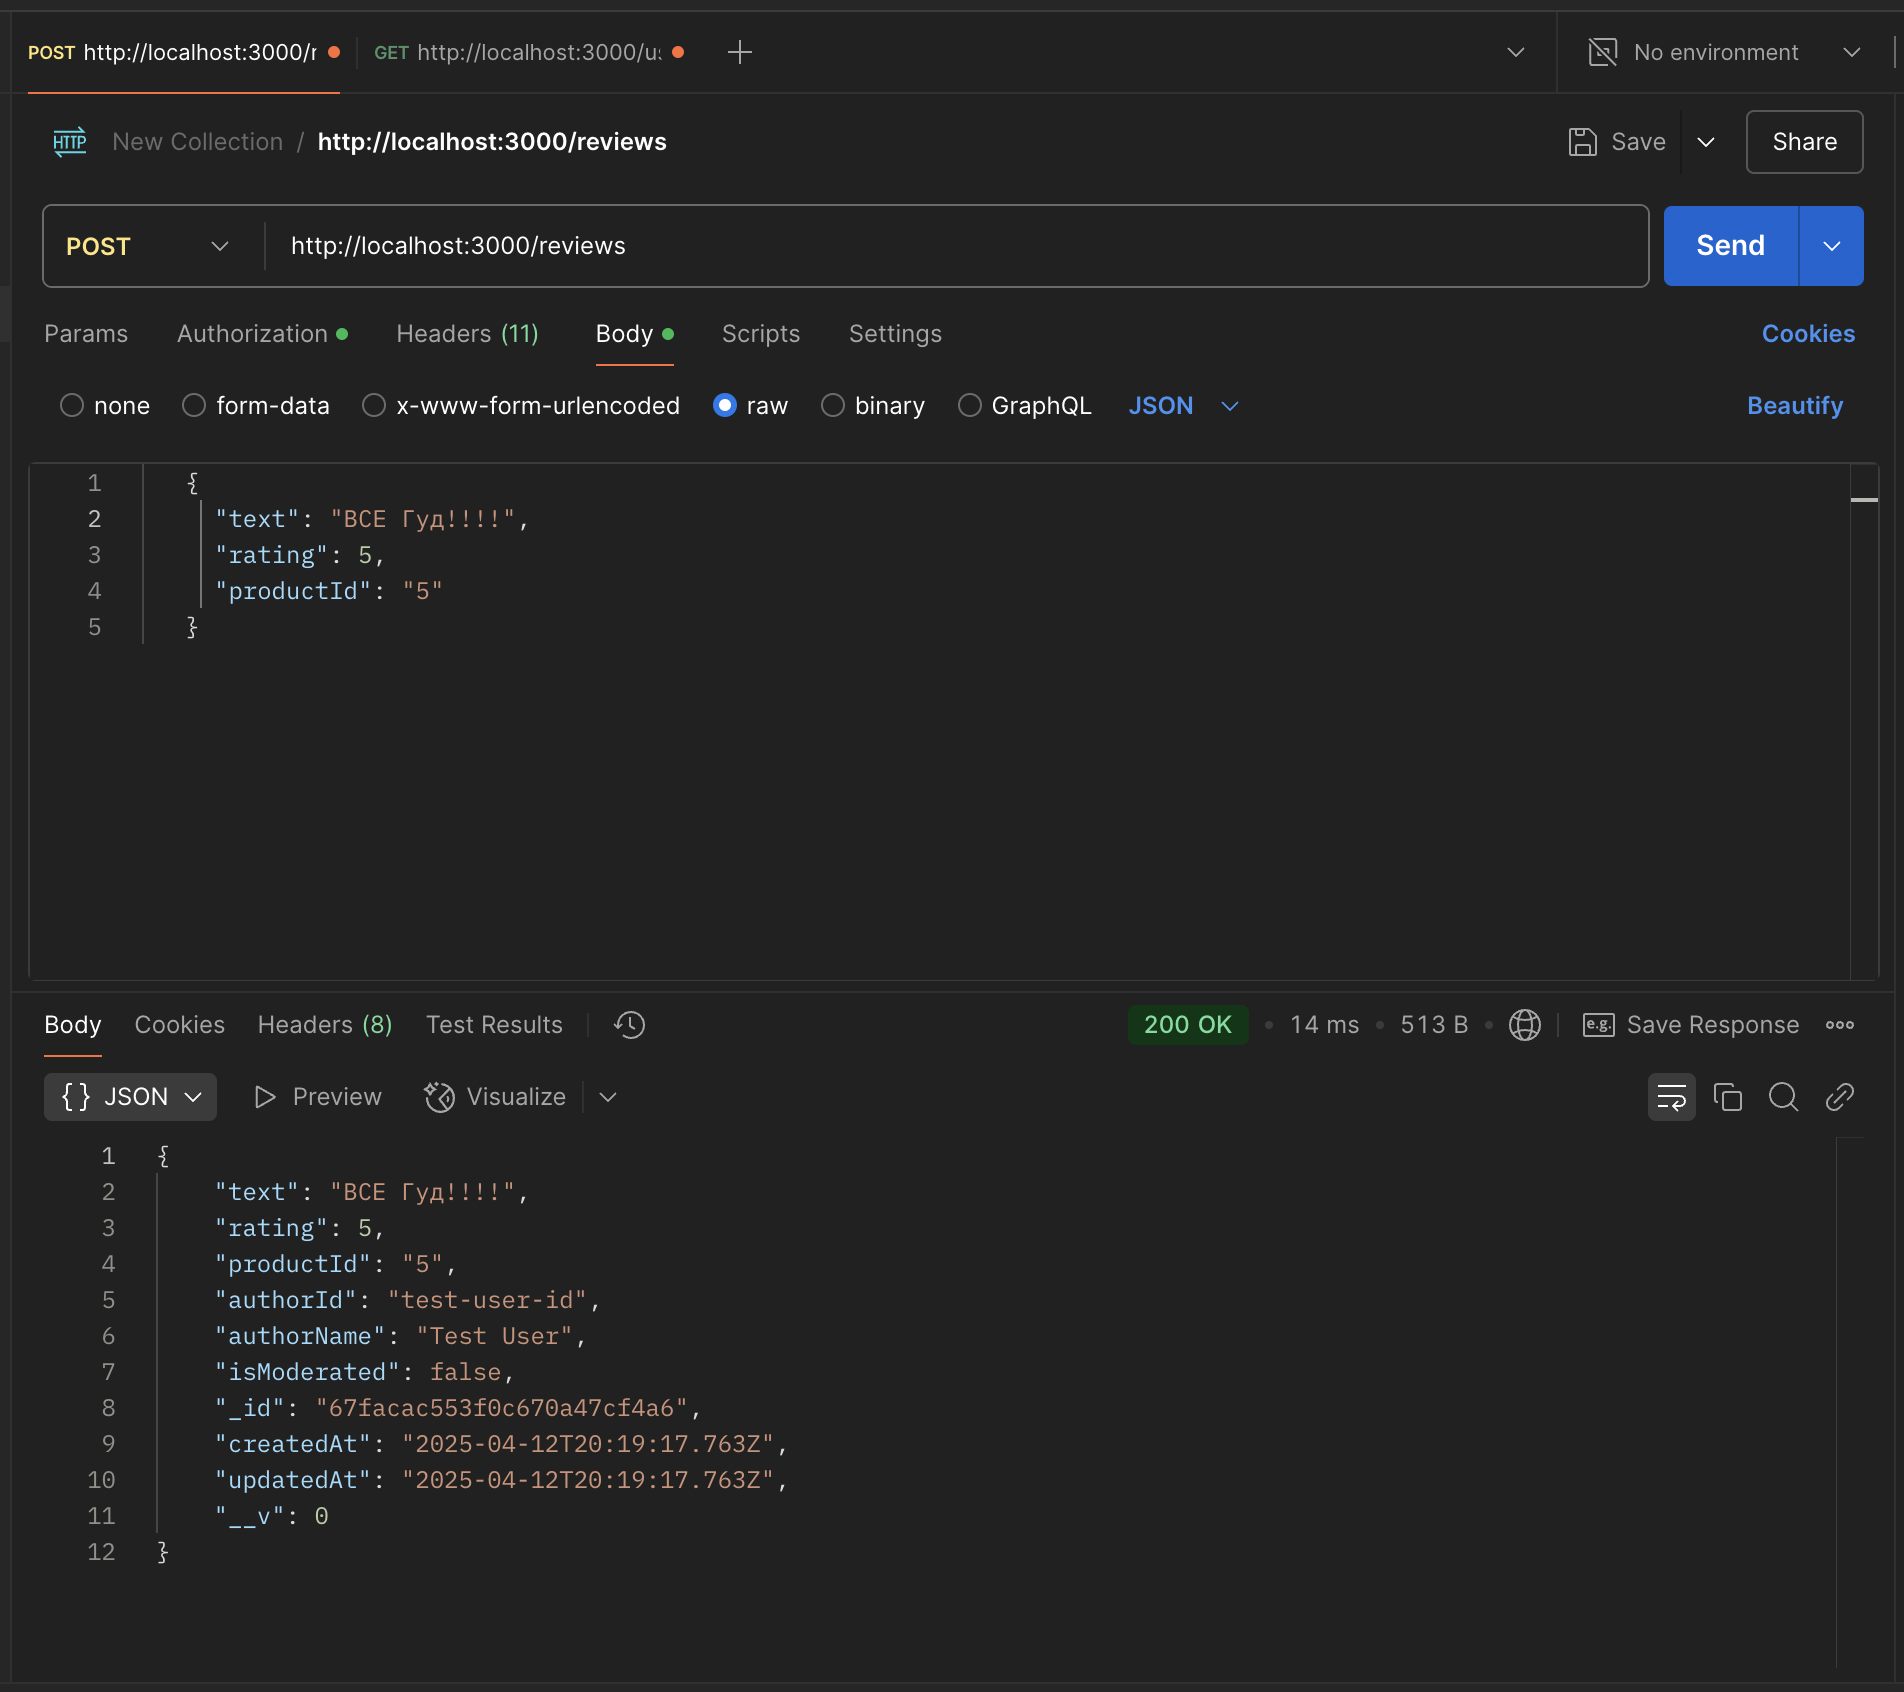 POST http://localhost:3000/r GET http://localhost:3000/us No environment
HTTP New Collection / http://localhost:3000/reviews Save Share
POST http://localhost:3000/reviews Send
Params Authorization Headers (11) Body Scripts Settings Cookies
none form-data x-www-form-urlencoded raw binary GraphQL JSON Beautify
1 {
2 "text": "ВСЕ Гуд!!!!",
3 "rating": 5,
4 "productId": "5"
5 }
Body Cookies Headers (8) Test Results 200 OK • 14 ms • 513 B • e.g. Save Response
{} JSON Preview Visualize
1 {
2 "text": "ВСЕ Гуд!!!!",
3 "rating": 5,
4 "productId": "5",
5 "authorId": "test-user-id",
6 "authorName": "Test User",
7 "isModerated": false,
8 "_id": "67facac553f0c670a47cf4a6",
9 "createdAt": "2025-04-12T20:19:17.763Z",
10 "updatedAt": "2025-04-12T20:19:17.763Z",
11 "__v": 0
12 }